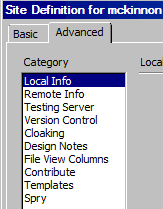 Site Definition for mckinnon
Basic Advanced
Category Loca
Local Info
Remote Info
Testing Server
Version Control
Cloaking
Design Notes
File View Columns
Contribute
Templates
Spry